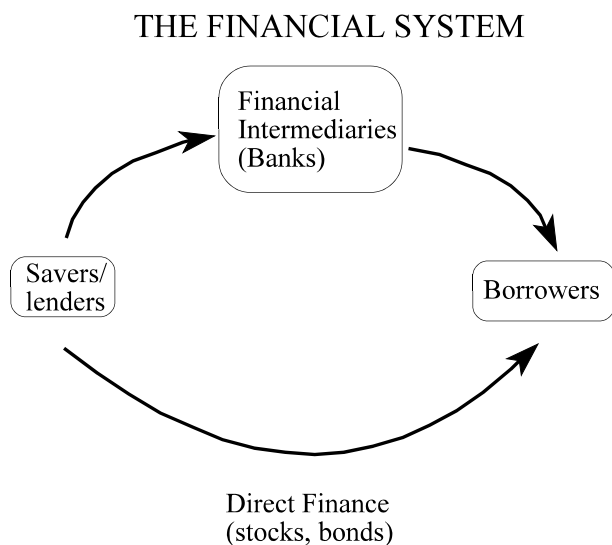 THE FINANCIAL SYSTEM
Financial
Intermediaries
(Banks)
Savers/
lenders
Borrowers
Direct Finance
(stocks, bonds)